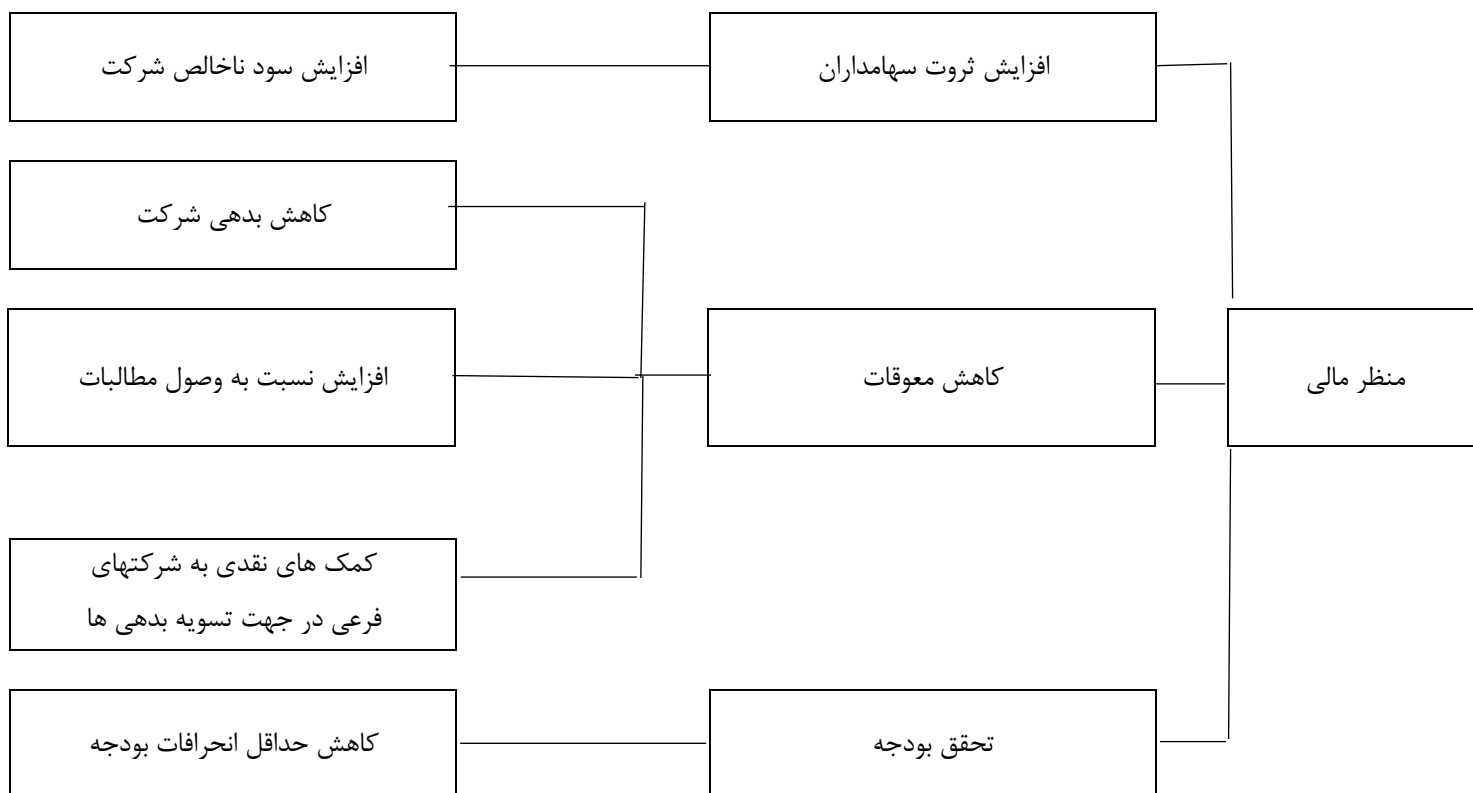 منظر مالی
افزایش ثروت سهامداران
افزایش سود ناخالص شرکت
کاهش معوقات
کاهش بدهی شرکت
افزایش نسبت به وصول مطالبات
کمک های نقدی به شرکتهای
فرعی در جهت تسویه بدهی ها
تحقق بودجه
کاهش حداقل انحرافات بودجه